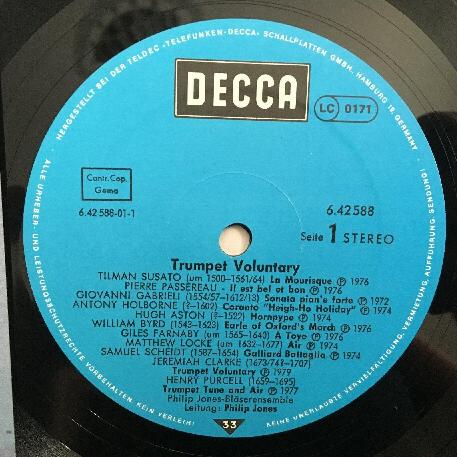 HERGESTELLT BEI DER TELDEC »TELEFUNKEN-DECCA« SCHALLPLATTEN GMBH, HAMBURG IS GERMANY
DECCA
LC 0171
Contr. Cop.
Gema
6.42 588-01-1
6.42588
Seite 1 STEREO
Trumpet Voluntary
TILMAN SUSATO (um 1500-1561/64) La Mourisque ℗ 1976
PIERRE PASSEREAU - Il est bel et bon ℗ 1976
GIOVANNI GABRIELI (1554/57-1612/13) Sonata pian'e forte ℗ 1972
ANTONY HOLBORNE (?-1602) Coranto "Heigh-Ho Holiday" ℗ 1974
HUGH ASTON (?-1522) Hornpype ℗ 1974
WILLIAM BYRD (1543-1623) Earle of Oxford's March ℗ 1976
GILES FARNABY (um 1565-1640) A Toye ℗ 1976
MATTHEW LOCKE (um 1632-1677) Air ℗ 1974
SAMUEL SCHEIDT (1587-1654) Galliard Battaglia ℗ 1974
JEREMIAH CLARKE (1673/74-1707)
Trumpet Voluntary ℗ 1979
HENRY PURCELL (1659-1695)
Trumpet Tune and Air ℗ 1977
Philip Jones-Bläserensemble
Leitung: Philip Jones
33
ALLE URHEBER- UND LEISTUNGSSCHUTZRECHTE VORBEHALTEN KEIN VERLEIH!
KEINE UNERLAUBTE VERVIELFÄLTIGUNG, VERMIETUNG, AUFFÜHRUNG, SENDUNG!